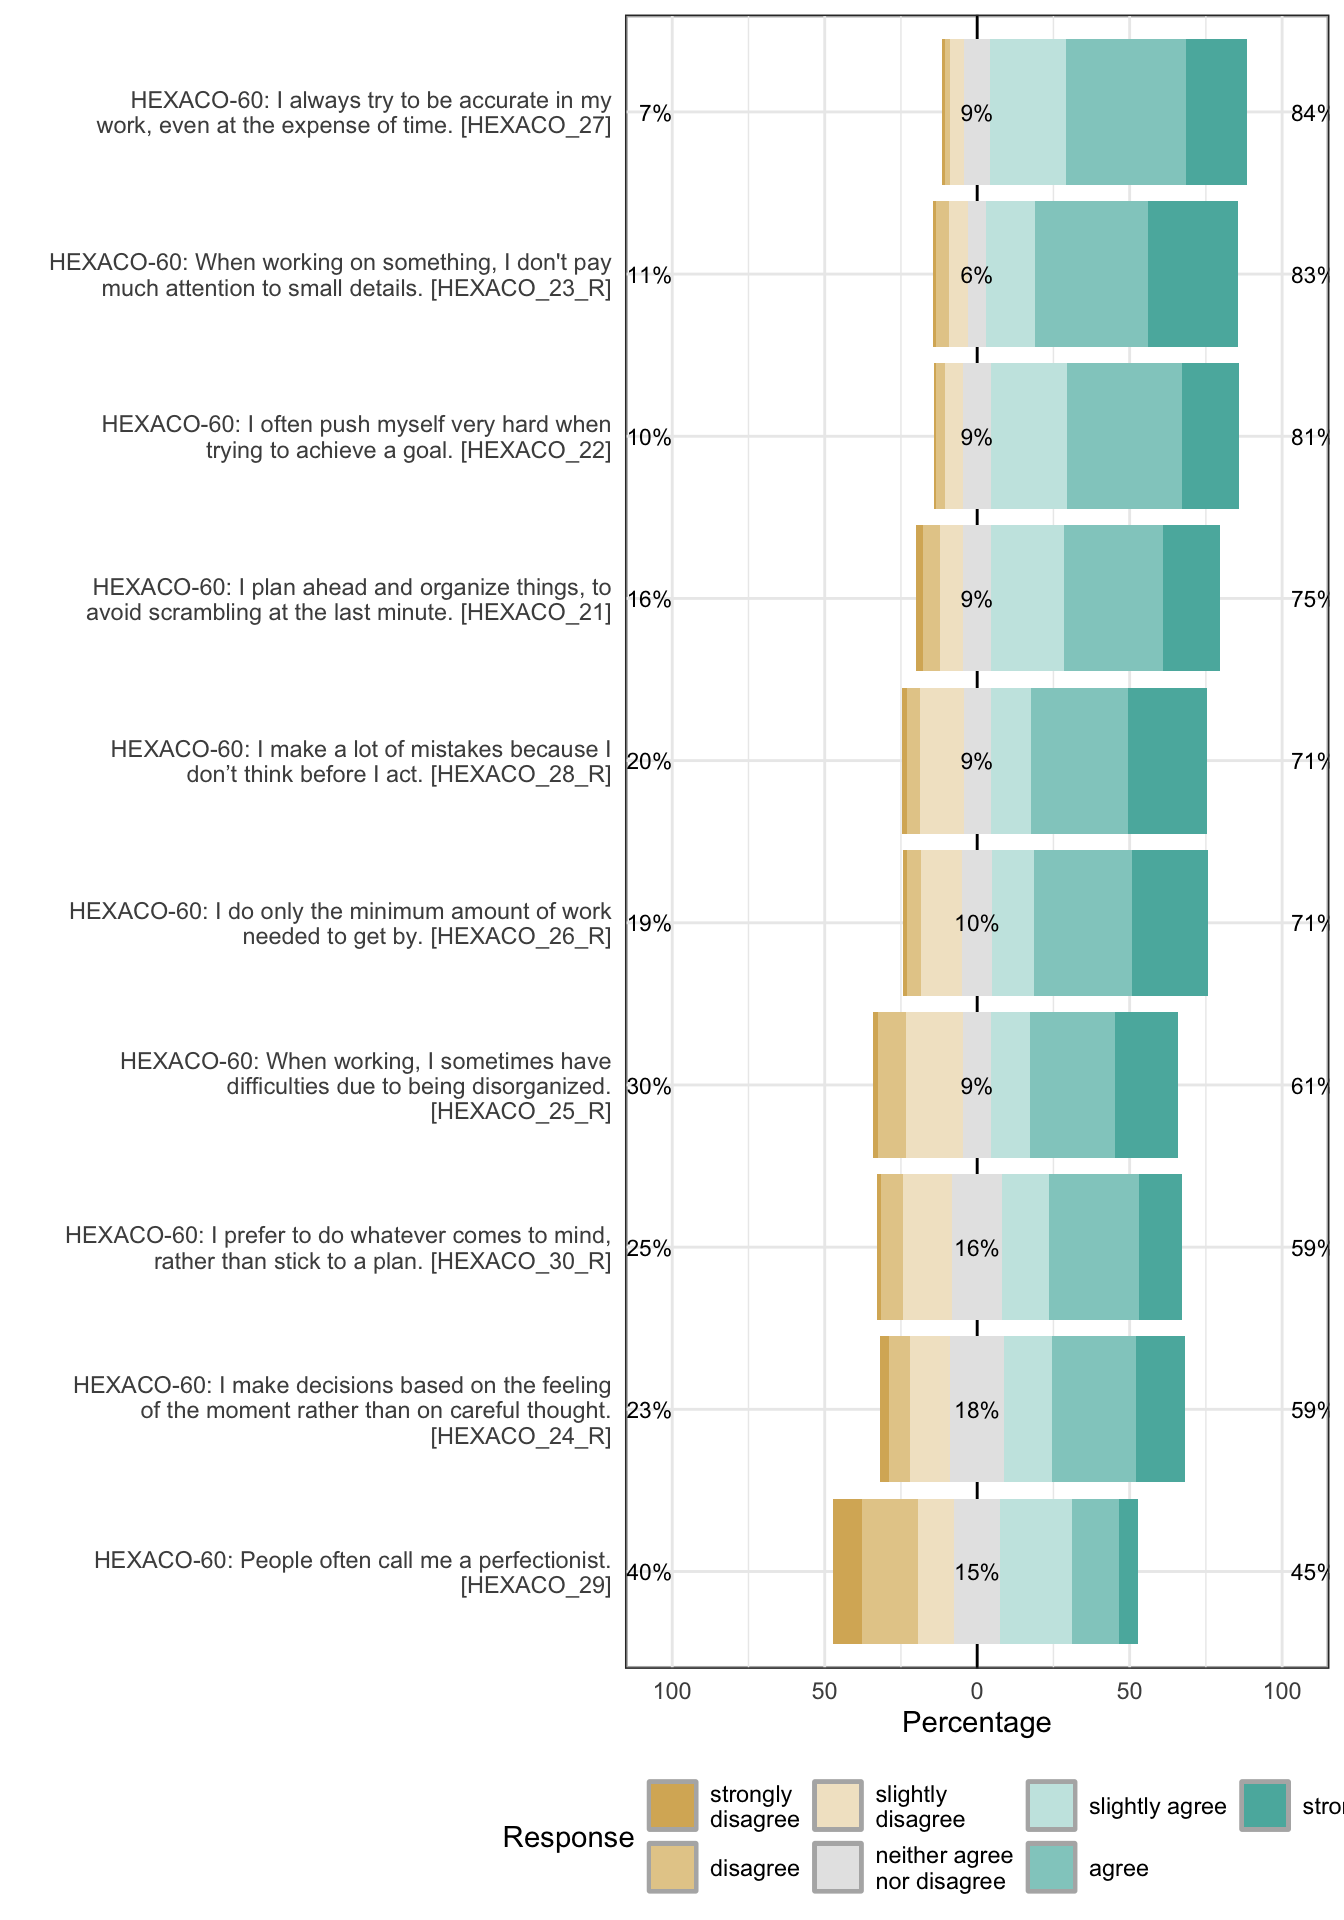 HEXACO-60: I always try to be accurate in my
work, even at the expense of time. [HEXACO_27]
7%
9%
84%
HEXACO-60: When working on something, I don't pay
much attention to small details. [HEXACO_23_R]
11%
6%
83%
HEXACO-60: I often push myself very hard when
trying to achieve a goal. [HEXACO_22]
10%
9%
81%
HEXACO-60: I plan ahead and organize things, to
avoid scrambling at the last minute. [HEXACO_21]
16%
9%
75%
HEXACO-60: I make a lot of mistakes because I
don’t think before I act. [HEXACO_28_R]
20%
9%
71%
HEXACO-60: I do only the minimum amount of work
needed to get by. [HEXACO_26_R]
19%
10%
71%
HEXACO-60: When working, I sometimes have
difficulties due to being disorganized.
[HEXACO_25_R]
30%
9%
61%
HEXACO-60: I prefer to do whatever comes to mind,
rather than stick to a plan. [HEXACO_30_R]
25%
16%
59%
HEXACO-60: I make decisions based on the feeling
of the moment rather than on careful thought.
[HEXACO_24_R]
23%
18%
59%
HEXACO-60: People often call me a perfectionist.
[HEXACO_29]
40%
15%
45%
100 50 0 50 100
Percentage
Response
strongly
disagree
disagree
slightly
disagree
neither agree
nor disagree
slightly agree
agree